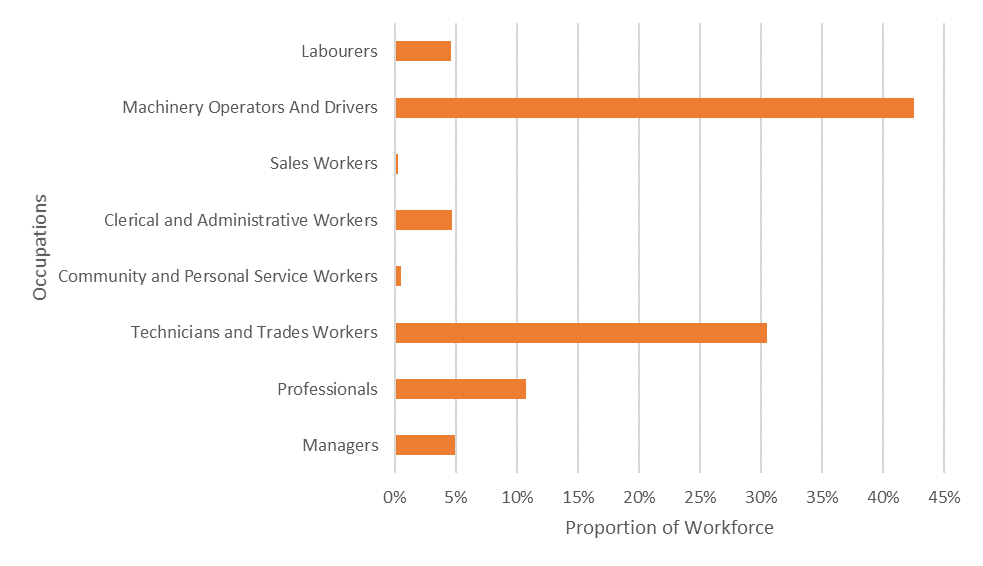 Labourers
Machinery Operators And Drivers
Sales Workers
Clerical and Administrative Workers
Community and Personal Service Workers
Technicians and Trades Workers
Professionals
Managers
Occupations
0% 5% 10% 15% 20% 25% 30% 35% 40% 45%
Proportion of Workforce